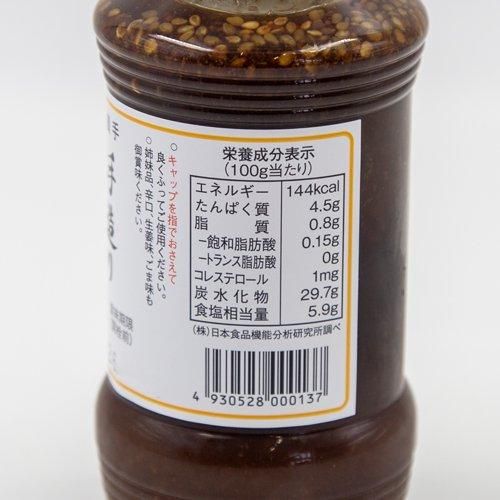 栄養成分表示
(100g当たり)
エネルギー 144kcal
たんぱく質 4.5g
脂質 0.8g
−飽和脂肪酸 0.15g
−トランス脂肪酸 0g
コレステロール 1mg
炭水化物 29.7g
食塩相当量 5.9g
(株)日本食品機能分析研究所調べ
4 930528 000137
○キャップを指でおさえて
良くふってご使用ください。
○姉妹品、辛口、生姜味、ごま味も
御賞味ください。